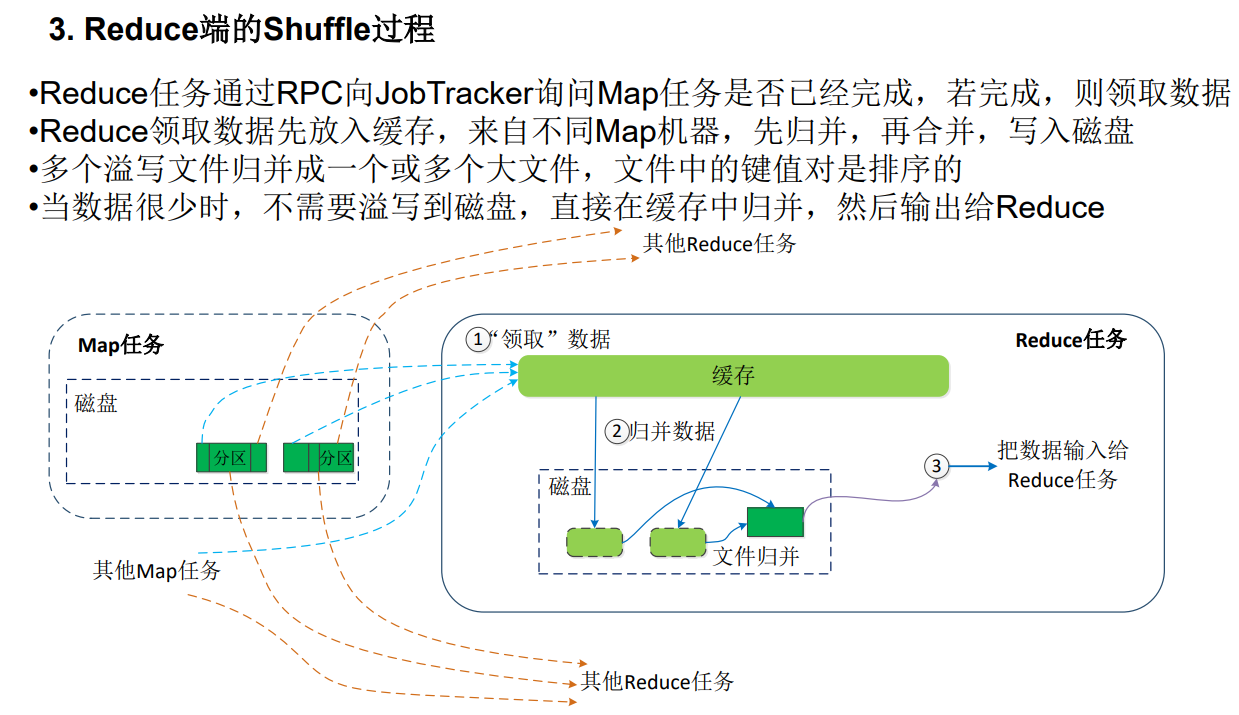 3. Reduce端的Shuffle过程
•Reduce任务通过RPC向JobTracker询问Map任务是否已经完成，若完成，则领取数据
•Reduce领取数据先放入缓存，来自不同Map机器，先归并，再合并，写入磁盘
•多个溢写文件归并成一个或多个大文件，文件中的键值对是排序的
•当数据很少时，不需要溢写到磁盘，直接在缓存中归并，然后输出给Reduce
其他Reduce任务
Map任务
磁盘
分区
分区
其他Map任务
1 “领取”数据
Reduce任务
缓存
2 归并数据
磁盘
文件归并
3
把数据输入给
Reduce任务
其他Reduce任务